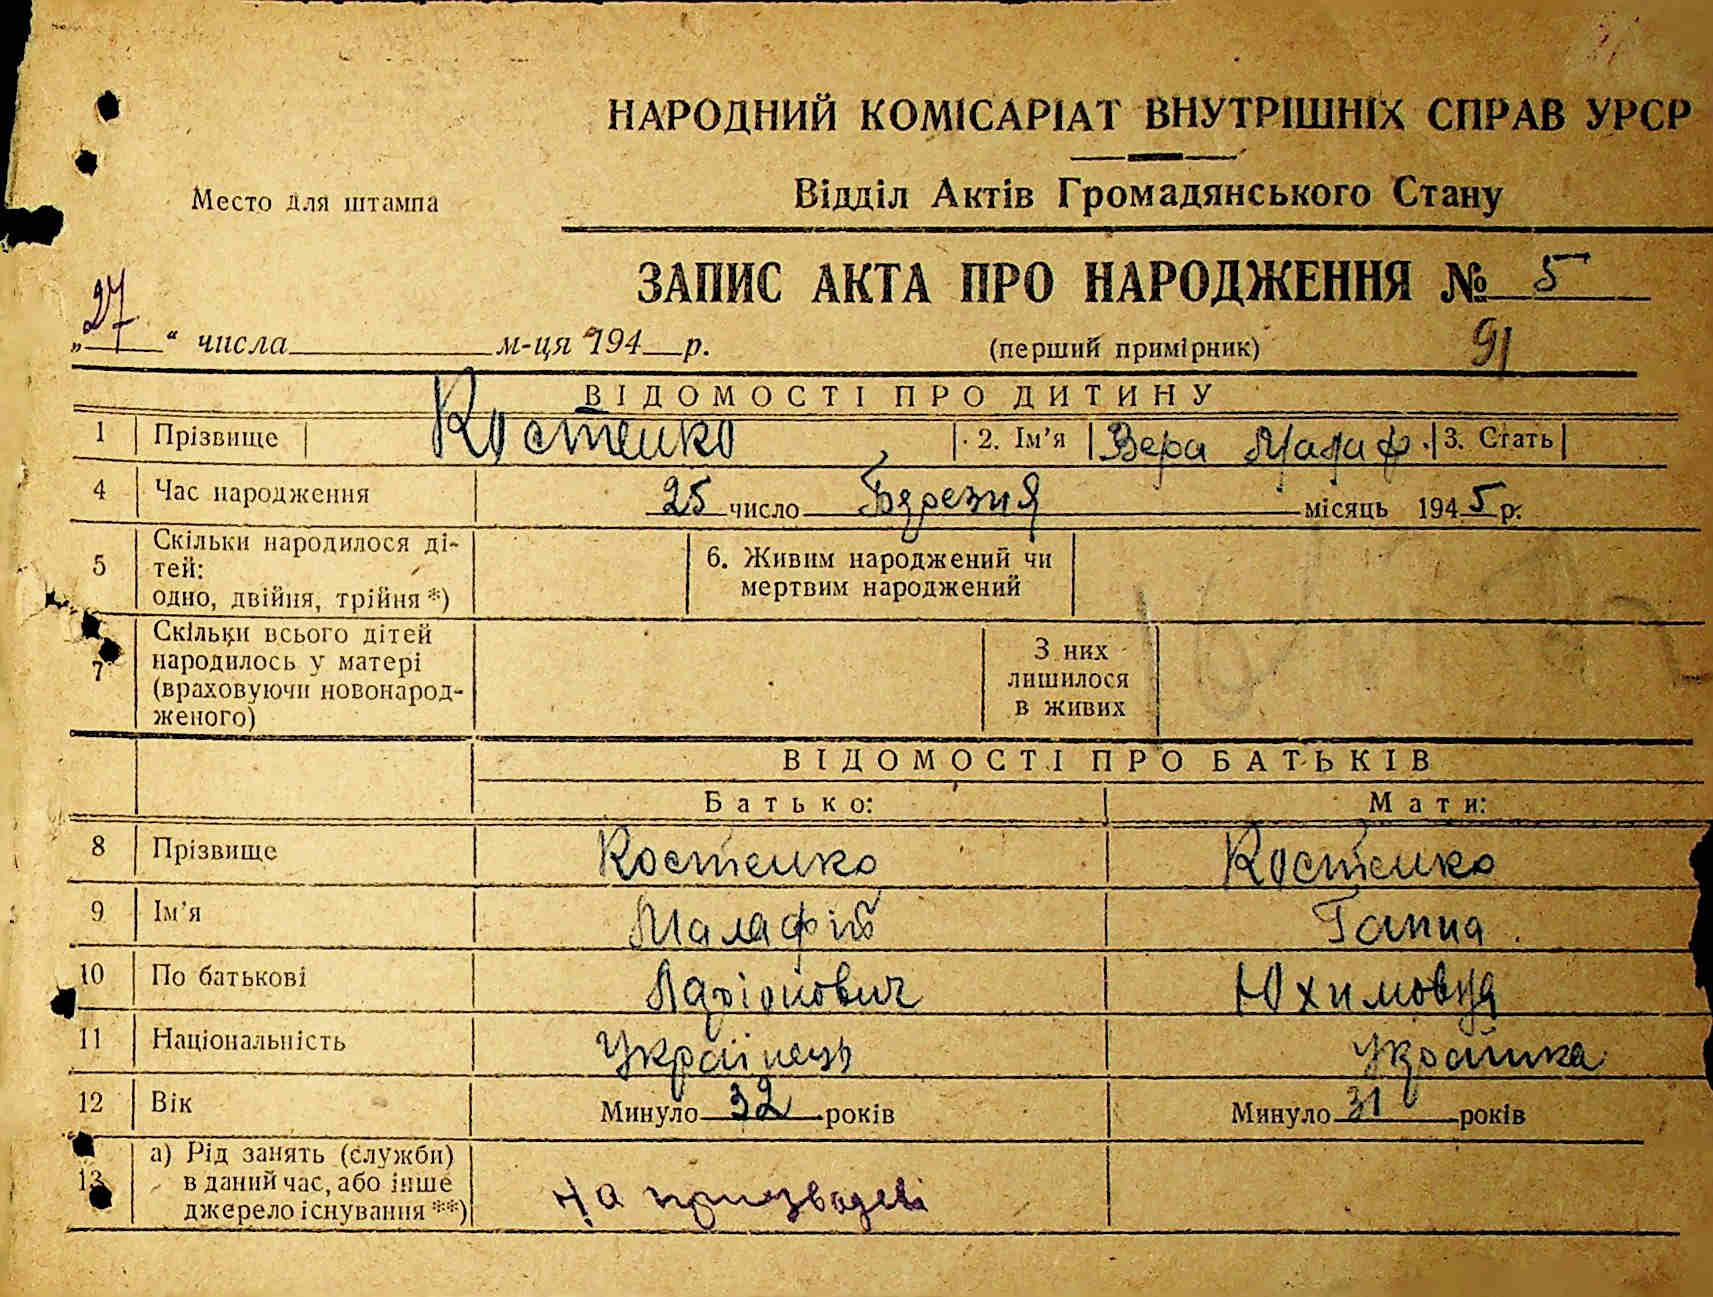 НАРОДНИЙ КОМІСАРІАТ ВНУТРІШНІХ СПРАВ УРСР
Место для штампа
Відділ Актів Громадянського Стану
ЗАПИС АКТА ПРО НАРОДЖЕННЯ № 5
„27“ числа м-ця 194 р.
(перший примірник) 91
ВІДОМОСТІ ПРО ДИТИНУ
1 Прізвище Костенко 2. Ім'я Вера Малаф. 3. Стать
4 Час народження 25 число Березня місяць 1945 р.
5 Скільки народилося ді-
тей:
одно, двійня, трійня *)
6. Живим народжений чи
мертвим народжений
7 Скільки всього дітей
народилось у матері
(враховуючи новонарод-
женого)
З них
лишилося
в живих
ВІДОМОСТІ ПРО БАТЬКІВ
Батько: Мати:
8 Прізвище Костенко Костенко
9 Ім'я Малафій Ганна
10 По батькові Ларіонович Юхимовна
11 Національність Українець Українка
12 Вік Минуло 32 років Минуло 31 років
13 а) Рід занять (служби)
в даний час, або інше
джерело існування **)
на